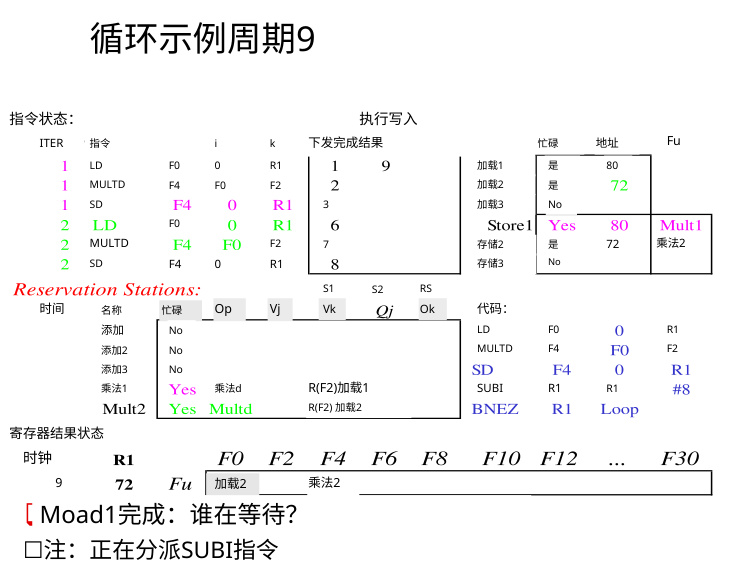 循环示例周期9
指令状态： 执行写入
ITER 指令 i k 下发完成结果 忙碌 地址 Fu
1 LD F0 0 R1 1 9 加载1 是 80
1 MULTD F4 F0 F2 2 加载2 是 72
1 SD F4 0 R1 3 加载3 No
2 LD F0 0 R1 6 Store1 Yes 80 Mult1
2 MULTD F4 F0 F2 7 存储2 是 72 乘法2
2 SD F4 0 R1 8 存储3 No
Reservation Stations: S1 S2 RS
时间 名称 忙碌 Op Vj Vk Qj Ok 代码：
添加 No LD F0 0 R1
添加2 No MULTD F4 F0 F2
添加3 No SD F4 0 R1
乘法1 Yes 乘法d R(F2)加载1 SUBI R1 R1 #8
Mult2 Yes Multd R(F2) 加载2 BNEZ R1 Loop
寄存器结果状态
时钟 R1 F0 F2 F4 F6 F8 F10 F12 ... F30
9 72 Fu 加载2 乘法2
Moad1完成：谁在等待？
☐注：正在分派SUBI指令